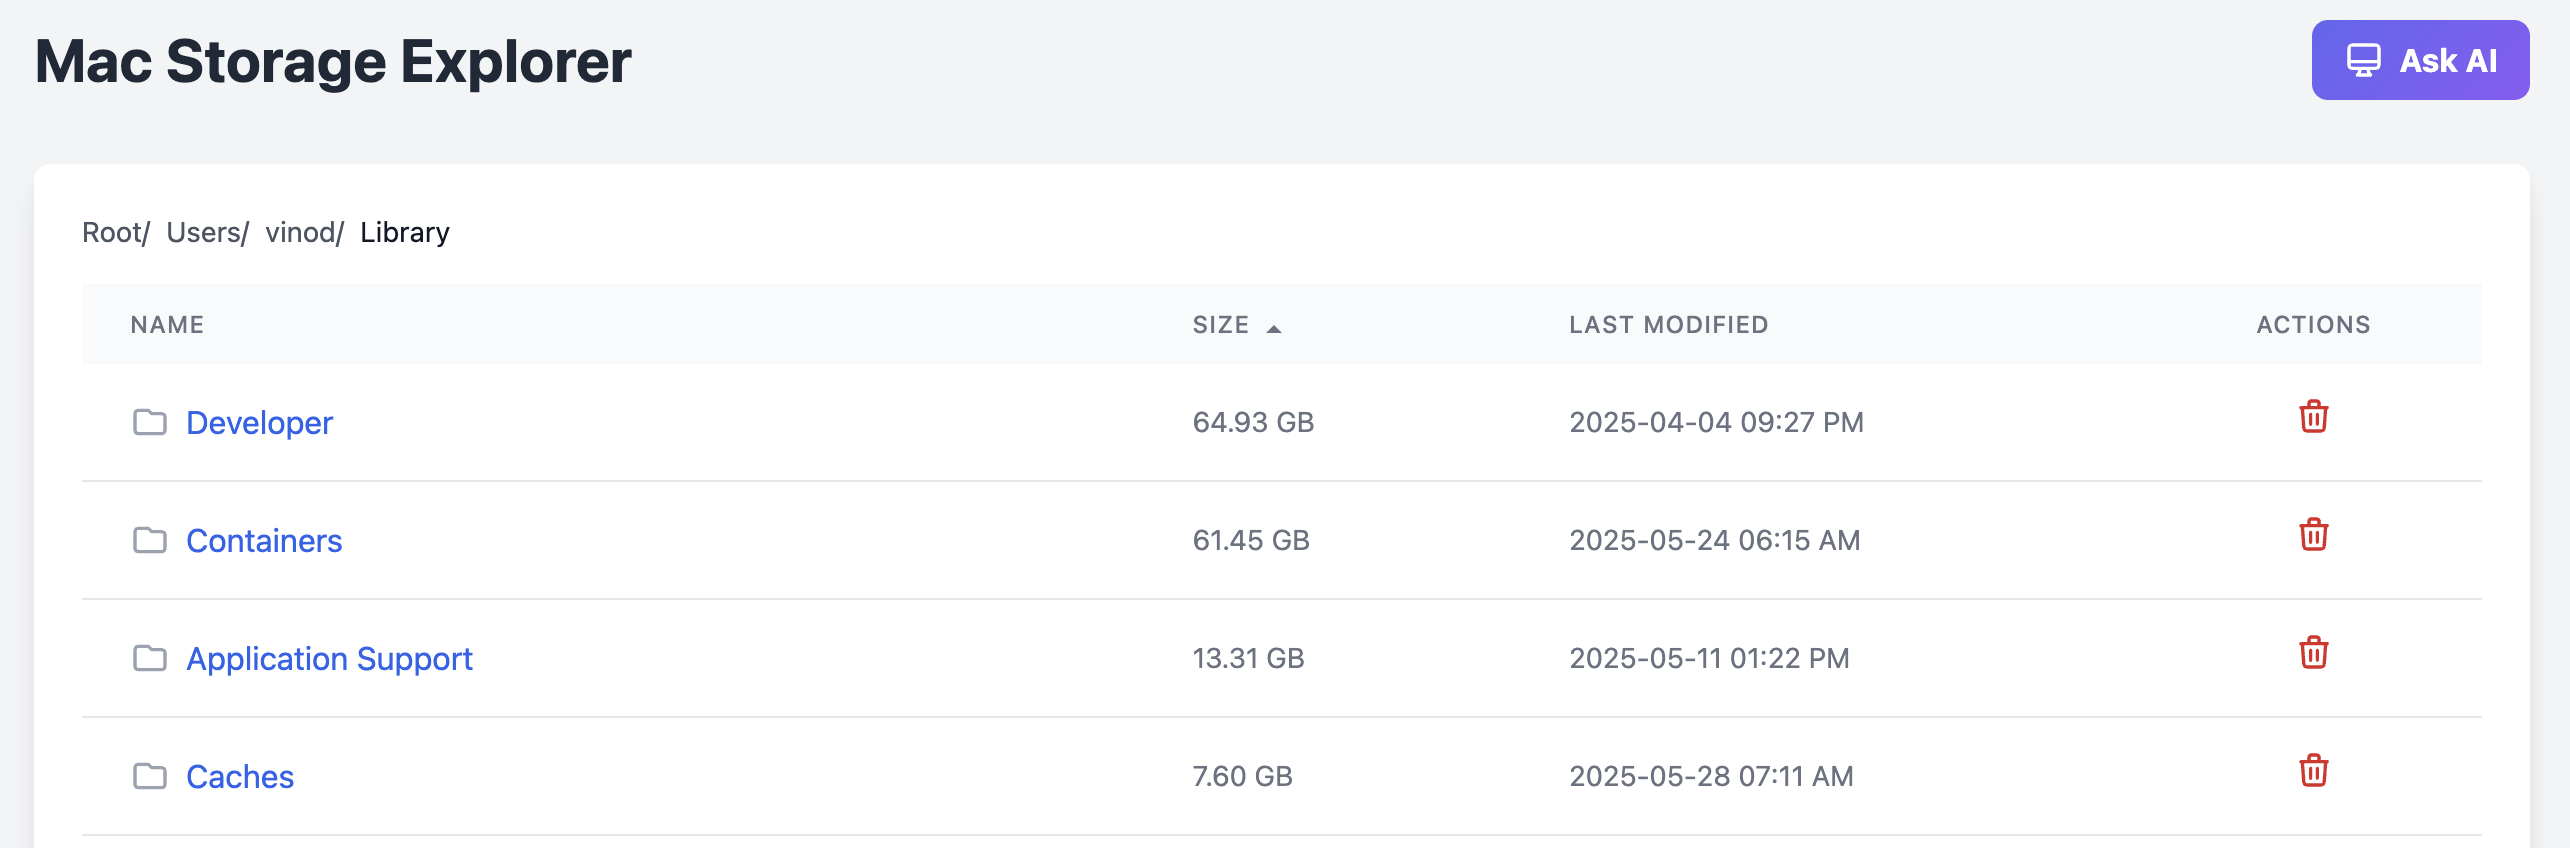 Mac Storage Explorer
Ask AI
Root/ Users/ vinod/ Library
NAME SIZE LAST MODIFIED ACTIONS
Developer 64.93 GB 2025-04-04 09:27 PM
Containers 61.45 GB 2025-05-24 06:15 AM
Application Support 13.31 GB 2025-05-11 01:22 PM
Caches 7.60 GB 2025-05-28 07:11 AM